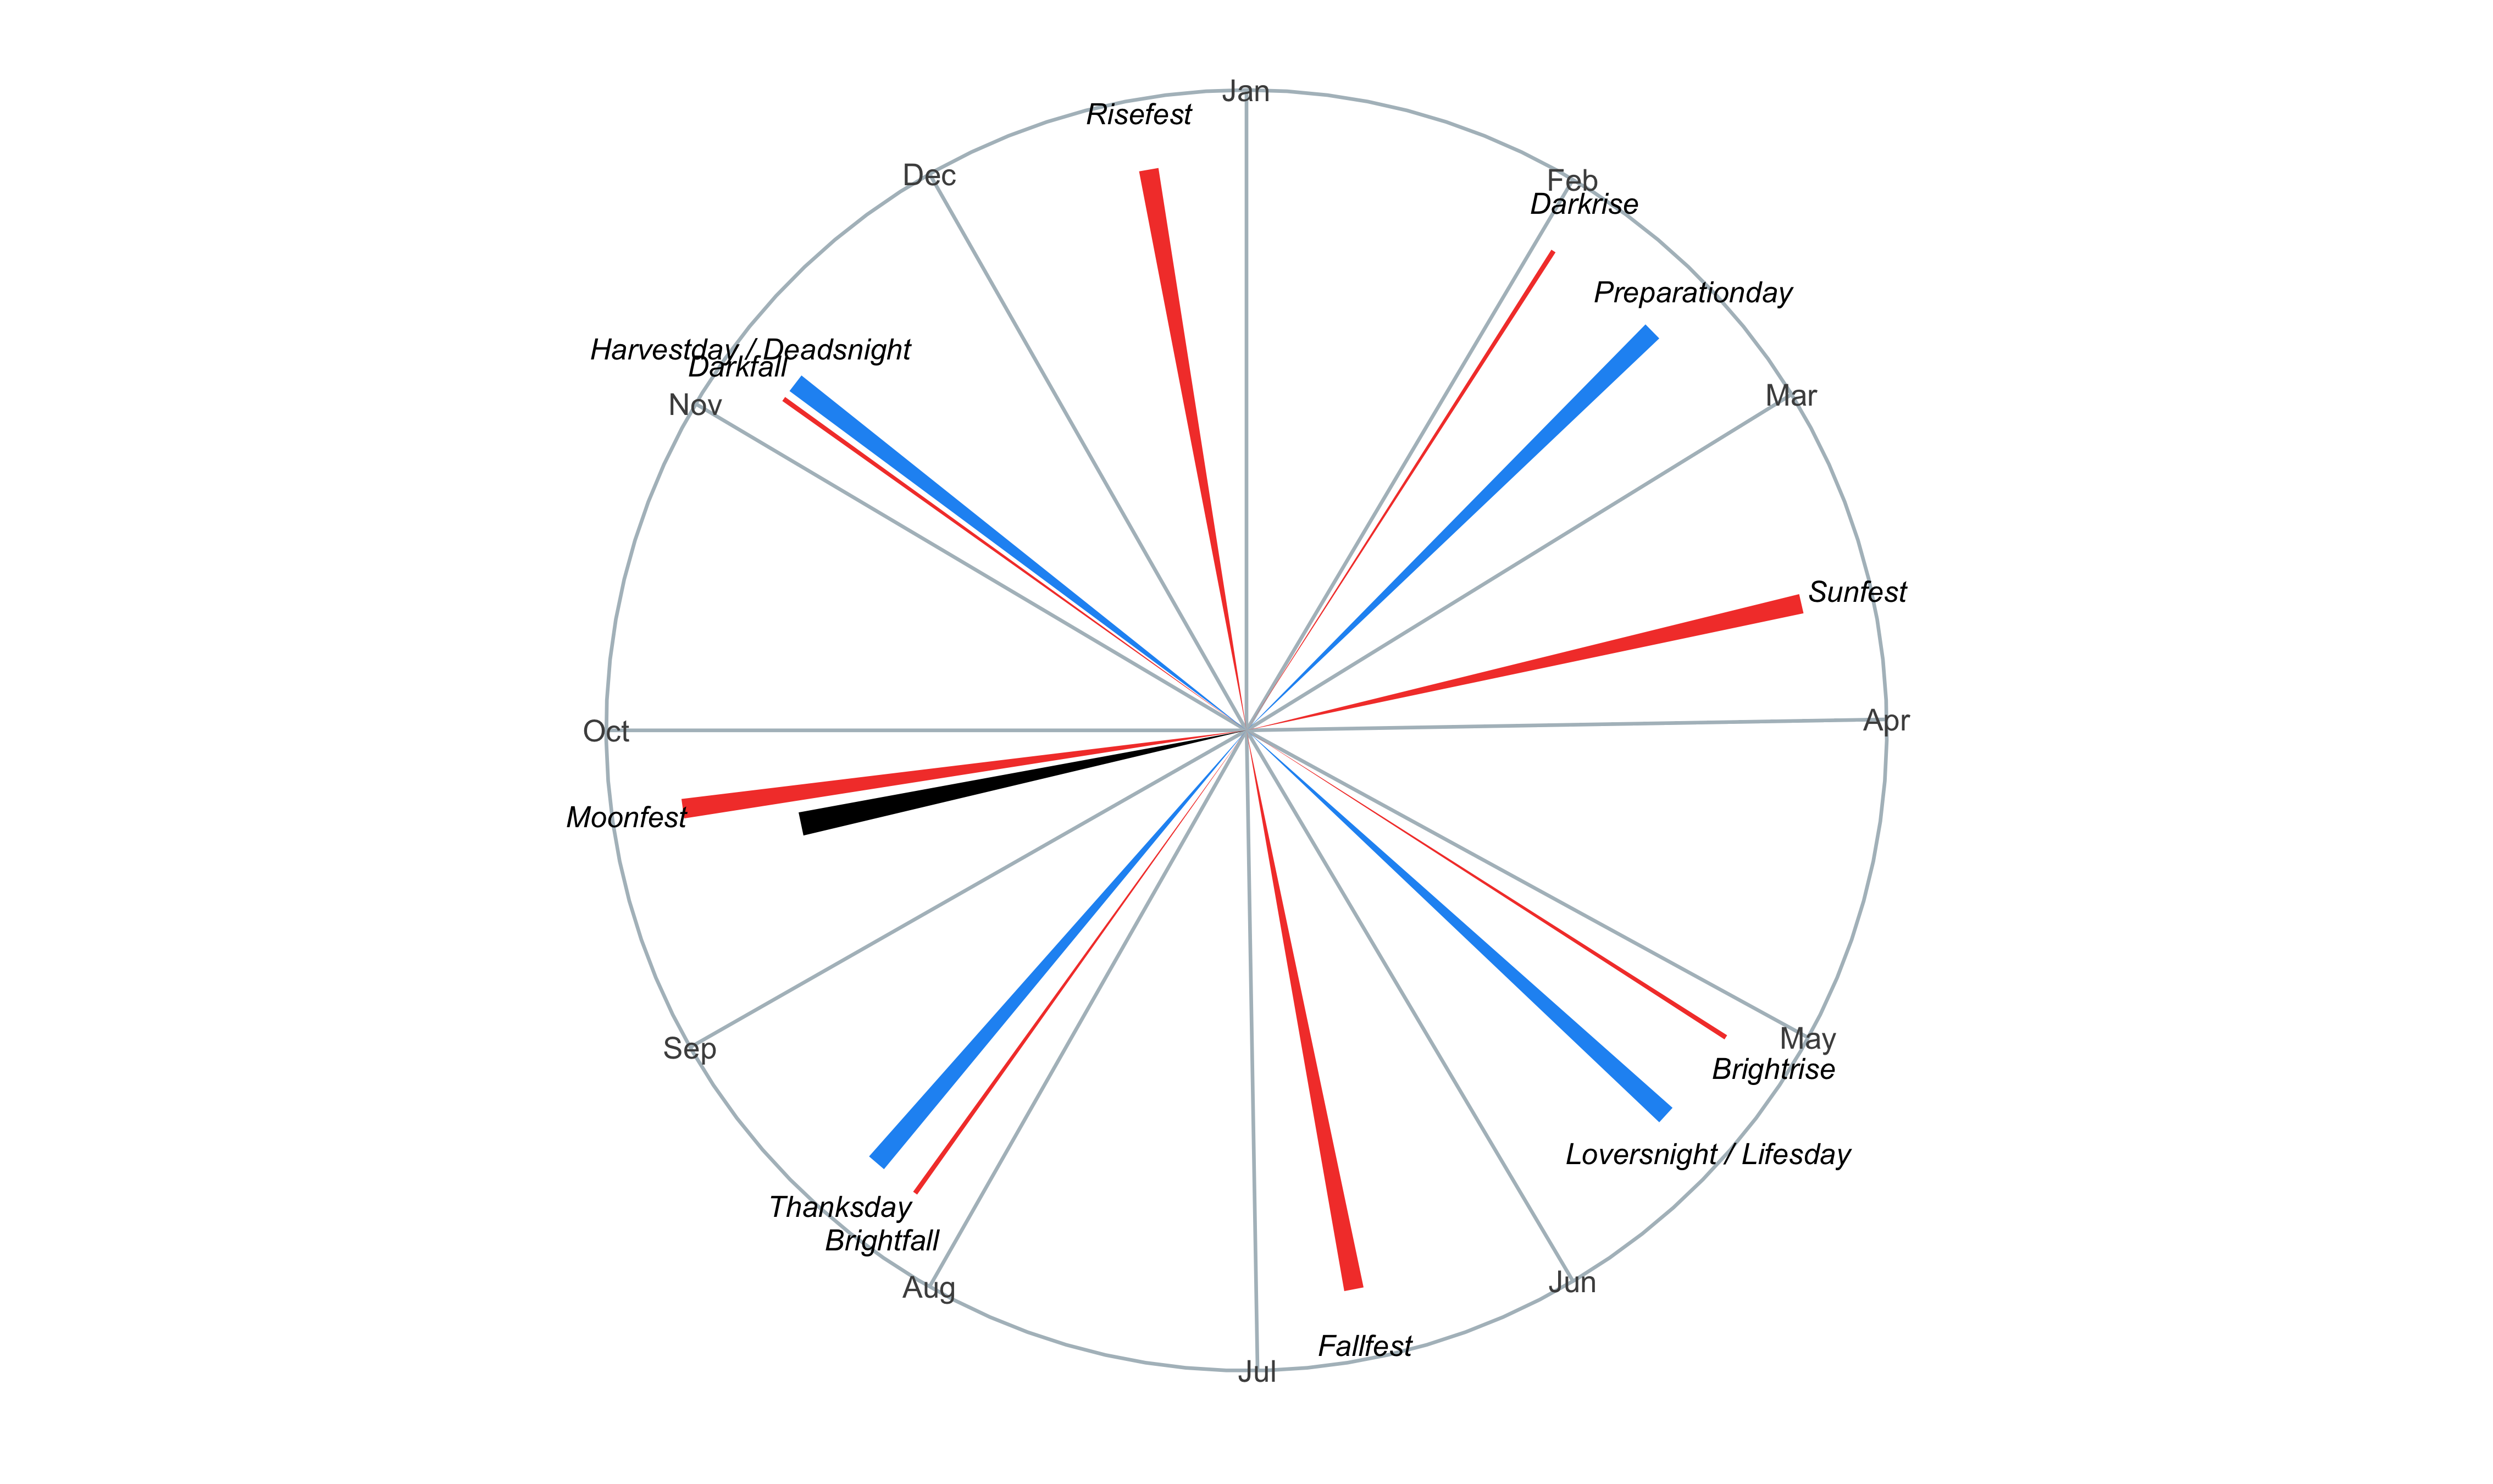 Jan
Risefest
Dec
Feb
Darkrise
Preparationday
Harvestday / Deadsnight
Darkfall
Nov
Mar
Sunfest
Apr
Oct
Moonfest
May
Sep
Brightrise
Loversnight / Lifesday
Thanksday
Brightfall
Aug
Jun
Fallfest
Jul